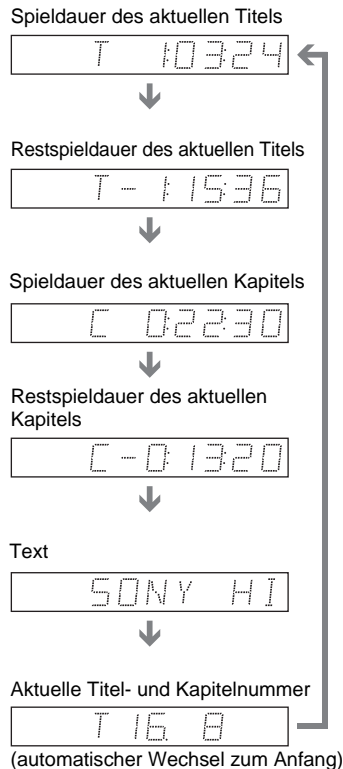 Spieldauer des aktuellen Titels
T 1:03:24
Restspieldauer des aktuellen Titels
T-1:15:36
Spieldauer des aktuellen Kapitels
C 0:22:30
Restspieldauer des aktuellen
Kapitels
C-0:13:20
Text
SONY HI
Aktuelle Titel- und Kapitelnummer
T 16. 8
(automatischer Wechsel zum Anfang)